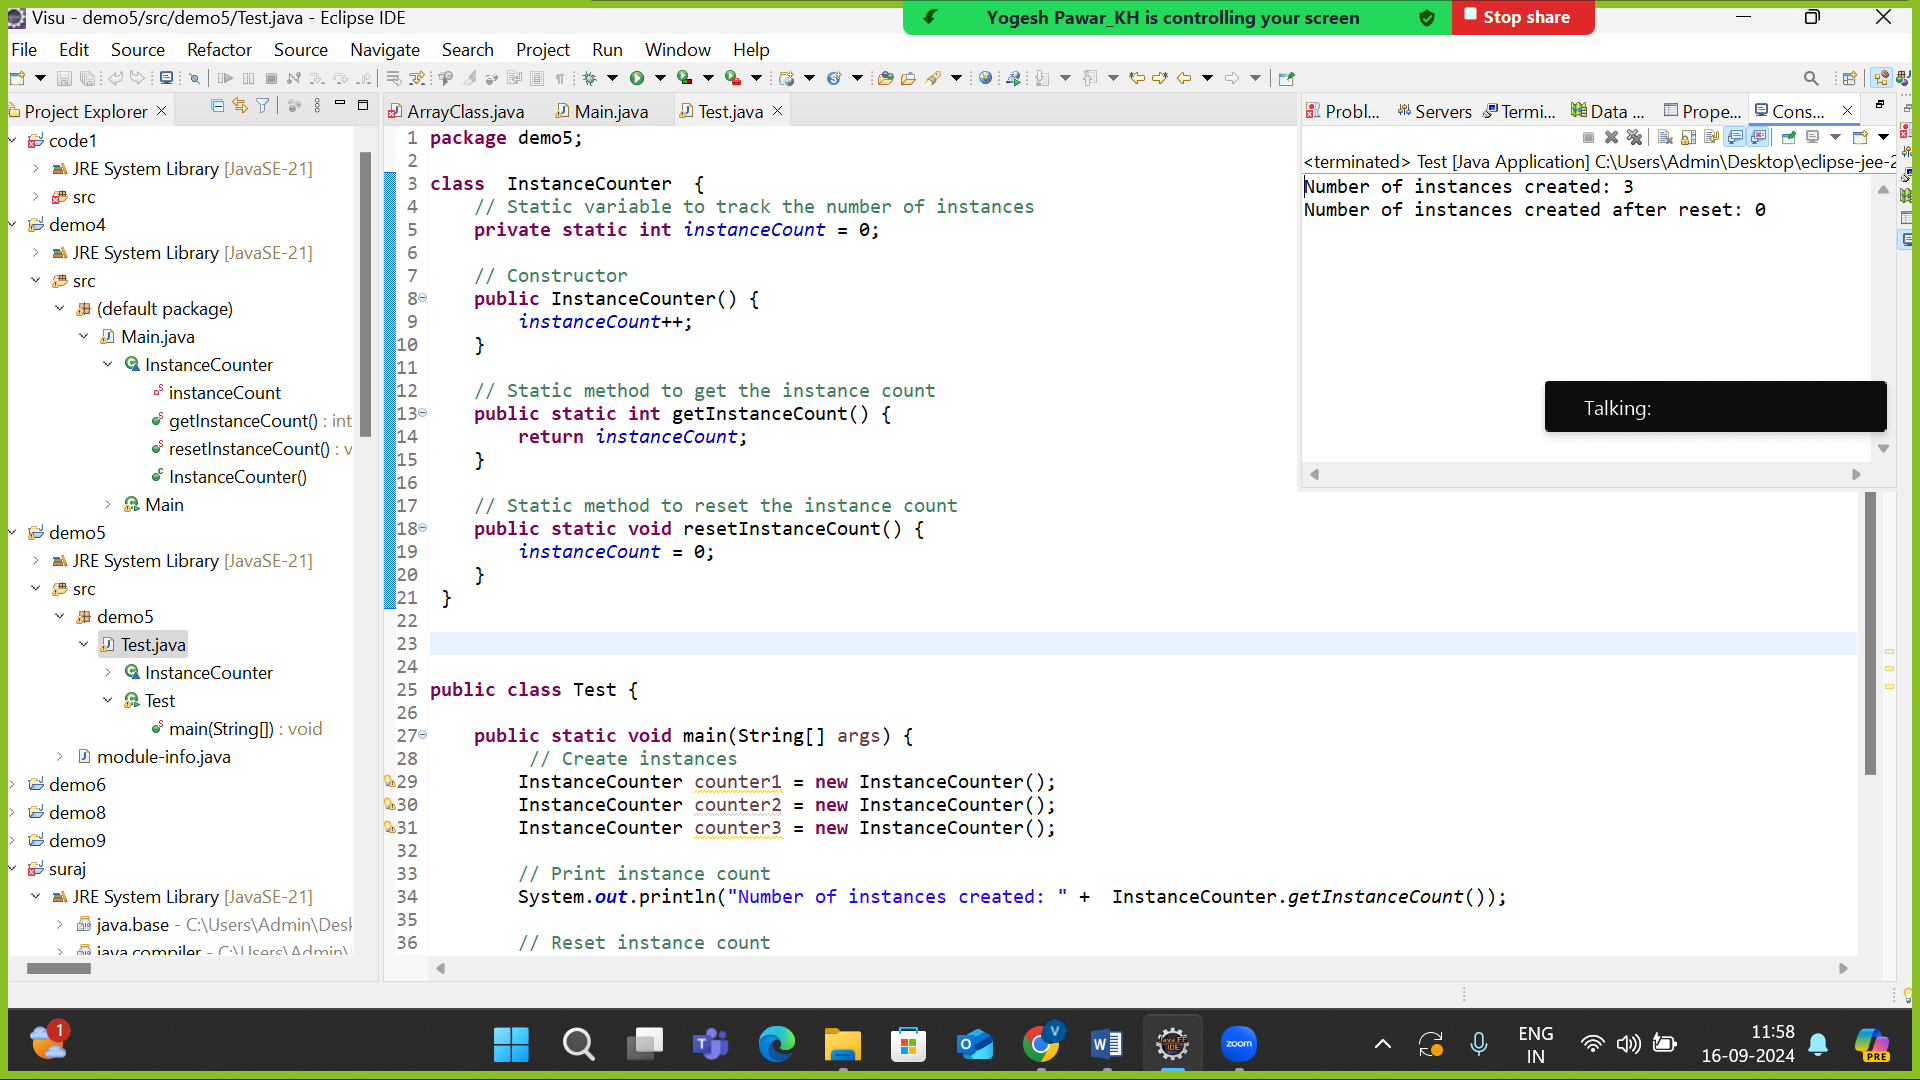 Visu - demo5/src/demo5/Test.java - Eclipse IDE
Yogesh Pawar_KH is controlling your screen
Stop share
File Edit Source Refactor Source Navigate Search Project Run Window Help
Project Explorer
code1
JRE System Library [JavaSE-21]
src
demo4
JRE System Library [JavaSE-21]
src
(default package)
Main.java
InstanceCounter
instanceCount
getInstanceCount() : int
resetInstanceCount() : v
InstanceCounter()
Main
demo5
JRE System Library [JavaSE-21]
src
demo5
Test.java
InstanceCounter
Test
main(String[]) : void
module-info.java
demo6
demo8
demo9
suraj
JRE System Library [JavaSE-21]
java.base - C:\Users\Admin\Desk
java.compiler - C:\Users\Admin\
ArrayClass.java Main.java Test.java
1 package demo5;
2
3 class  InstanceCounter  {
4 // Static variable to track the number of instances
5 private static int instanceCount = 0;
6
7 // Constructor
8 public InstanceCounter() {
9 instanceCount++;
10 }
11
12 // Static method to get the instance count
13 public static int getInstanceCount() {
14 return instanceCount;
15 }
16
17 // Static method to reset the instance count
18 public static void resetInstanceCount() {
19 instanceCount = 0;
20 }
21 }
22
23
24
25 public class Test {
26
27 public static void main(String[] args) {
28 // Create instances
29 InstanceCounter counter1 = new InstanceCounter();
30 InstanceCounter counter2 = new InstanceCounter();
31 InstanceCounter counter3 = new InstanceCounter();
32
33 // Print instance count
34 System.out.println("Number of instances created: " +  InstanceCounter.getInstanceCount());
35
36 // Reset instance count
Probl... Servers Termi... Data ... Prope... Cons...
<terminated> Test [Java Application] C:\Users\Admin\Desktop\eclipse-jee-2
Number of instances created: 3
Number of instances created after reset: 0
Talking:
1
V
Java EE
IDE
zoom
ENG
IN
11:58
16-09-2024
PRE